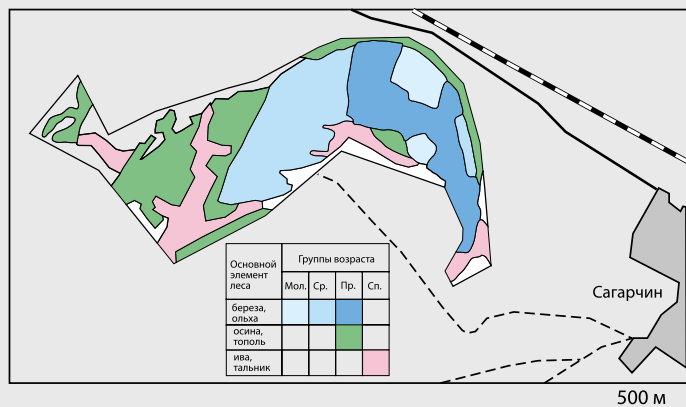 Сагарчин
Основной
элемент
леса
Группы возраста
Мол. Ср. Пр. Сп.
береза,
ольха
осина,
тополь
ива,
тальник
500 м